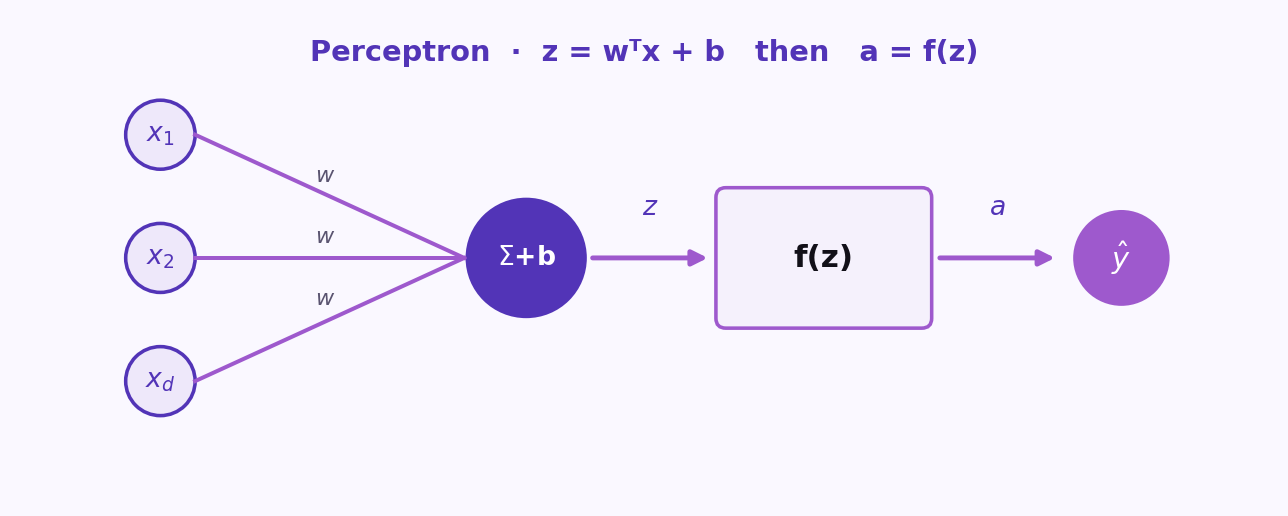 Perceptron · z = wᵀx + b then a = f(z)
x₁
w
x₂
w
Σ+b
z
f(z)
a
ŷ
w
x_d